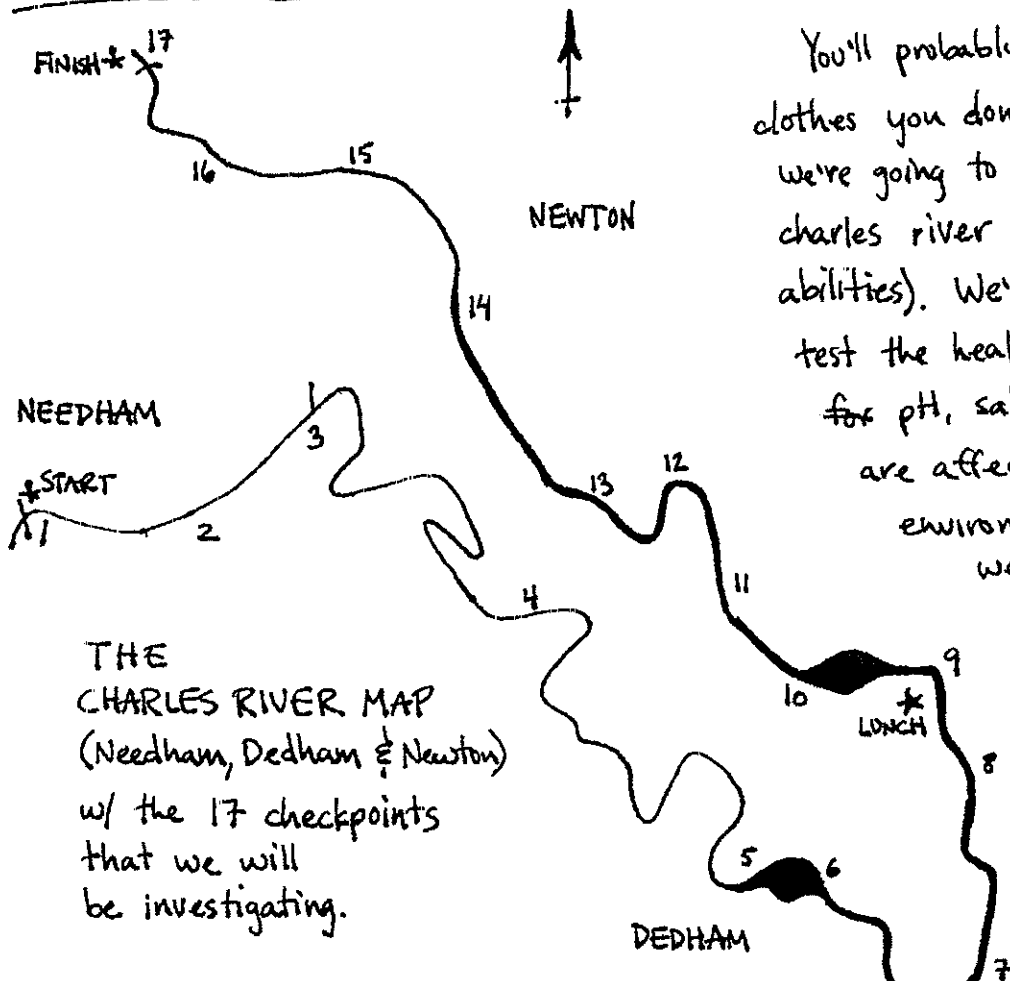 17
FINISH
You'll probabl
clothes you don
we're going to
charles river
abilities). We'
test the heal
for pH, sa
are affe
environ
we
15
16
NEWTON
14
NEEDHAM
3
START
1
2
12
13
11
4
THE
CHARLES RIVER MAP
(Needham, Dedham & Newton)
w/ the 17 checkpoints
that we will
be investigating.
10
9
LUNCH
8
5
6
DEDHAM
7